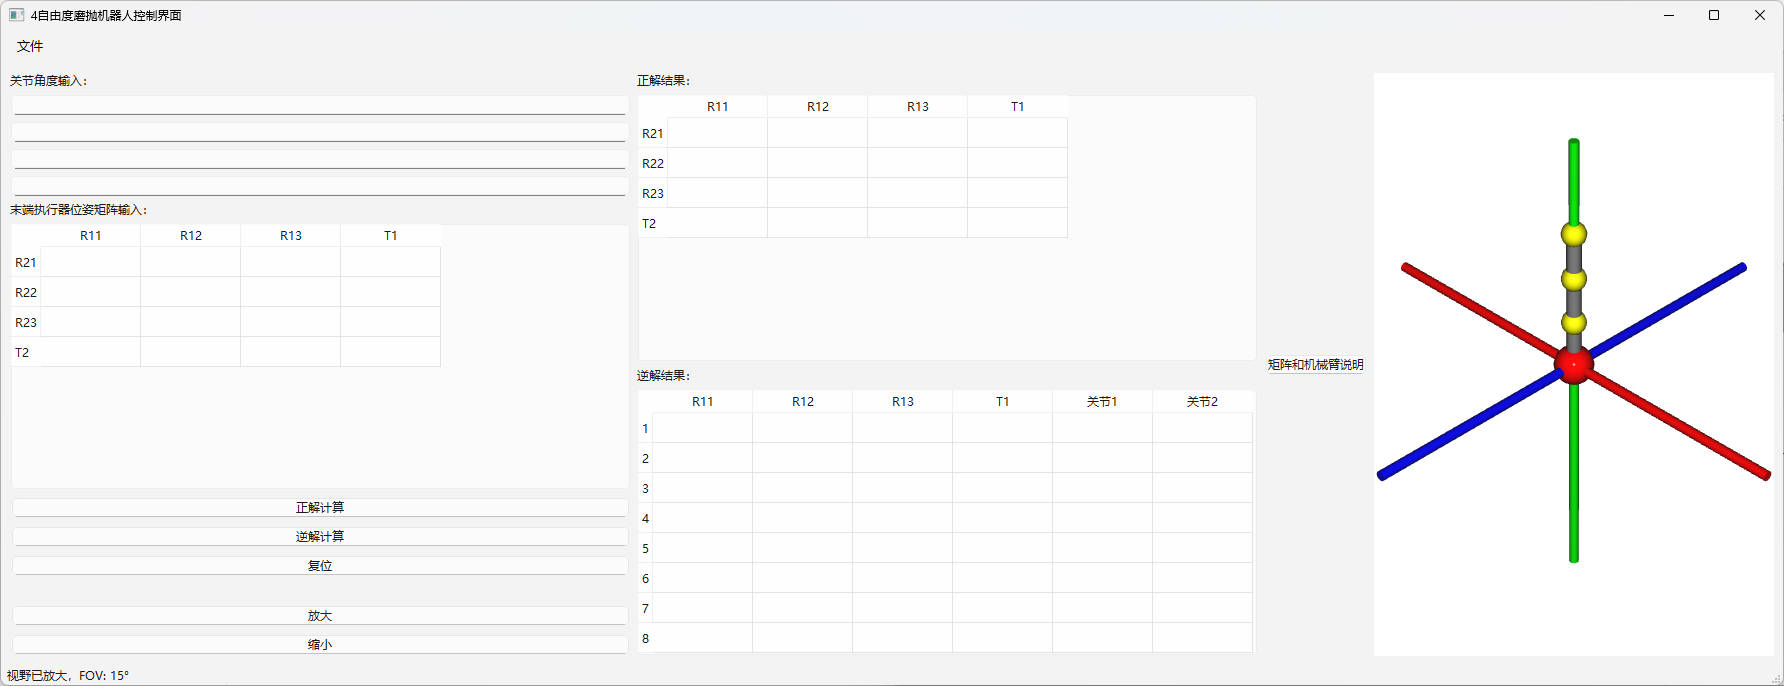 4自由度磨抛机器人控制界面
文件
关节角度输入:
末端执行器位姿矩阵输入:
R11 R12 R13 T1
R21
R22
R23
T2
正解计算
逆解计算
复位
放大
缩小
正解结果:
R11 R12 R13 T1
R21
R22
R23
T2
逆解结果:
R11 R12 R13 T1 关节1 关节2
1
2
3
4
5
6
7
8
矩阵和机械臂说明
视野已放大，FOV: 15°